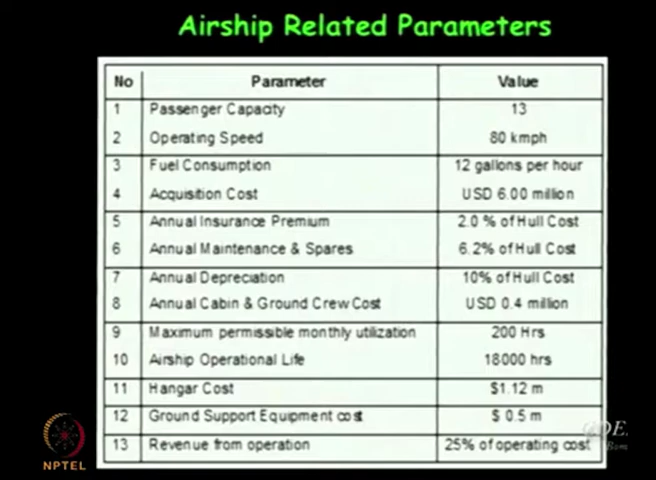 Airship Related Parameters
No Parameter Value
1 Passenger Capacity 13
2 Operating Speed 80 kmph
3 Fuel Consumption 12 gallons per hour
4 Acquisition Cost USD 6.00 million
5 Annual Insurance Premium 2.0 % of Hull Cost
6 Annual Maintenance & Spares 6.2% of Hull Cost
7 Annual Depreciation 10% of Hull Cost
8 Annual Cabin & Ground Crew Cost USD 0.4 million
9 Maximum permissible monthly utilization 200 Hrs
10 Airship Operational Life 18000 hrs
11 Hangar Cost $1.12 m
12 Ground Support Equipment cost $ 0.5 m
13 Revenue from operation 25% of operating cost
NPTEL